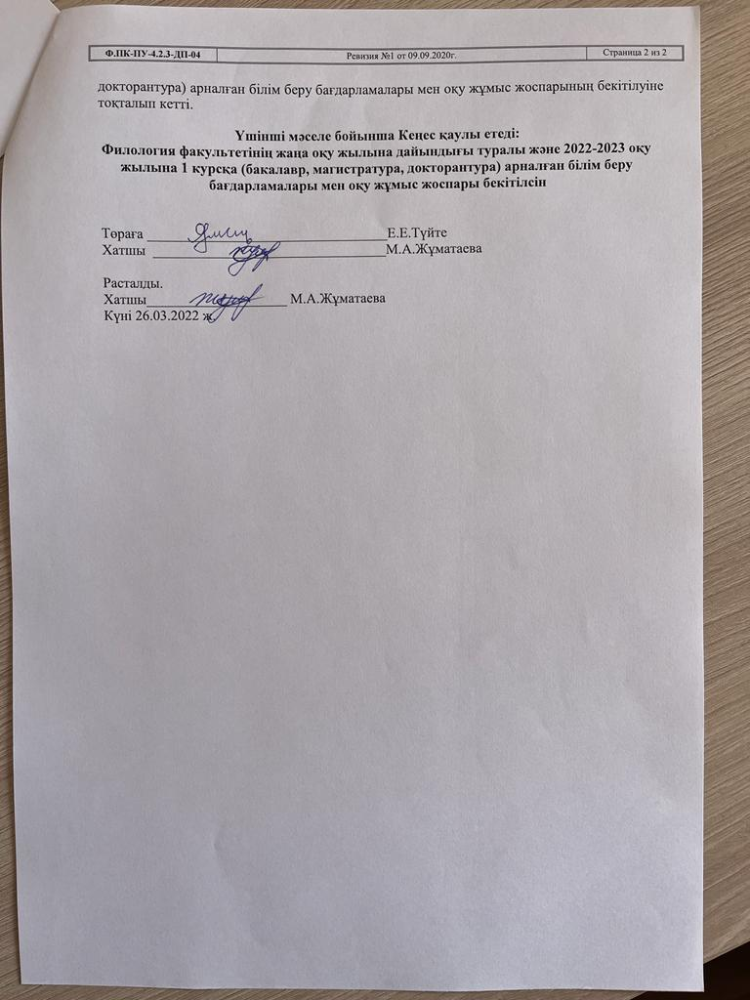 Ф.ПК-ПУ-4.2.3-ДП-04 Ревизия №1 от 09.09.2020г. Страница 2 из 2
докторантура) арналған білім беру бағдарламалары мен оқу жұмыс жоспарының бекітілуіне
тоқталып кетті.
Үшінші мәселе бойынша Кеңес қаулы етеді:
Филология факультетінің жаңа оқу жылына дайындығы туралы және 2022-2023 оқу
жылына 1 курсқа (бакалавр, магистратура, докторантура) арналған білім беру
бағдарламалары мен оқу жұмыс жоспары бекітілсін
Төраға Е.Е.Түйте
Хатшы М.А.Жұматаева
Расталды.
Хатшы М.А.Жұматаева
Күні 26.03.2022 ж.